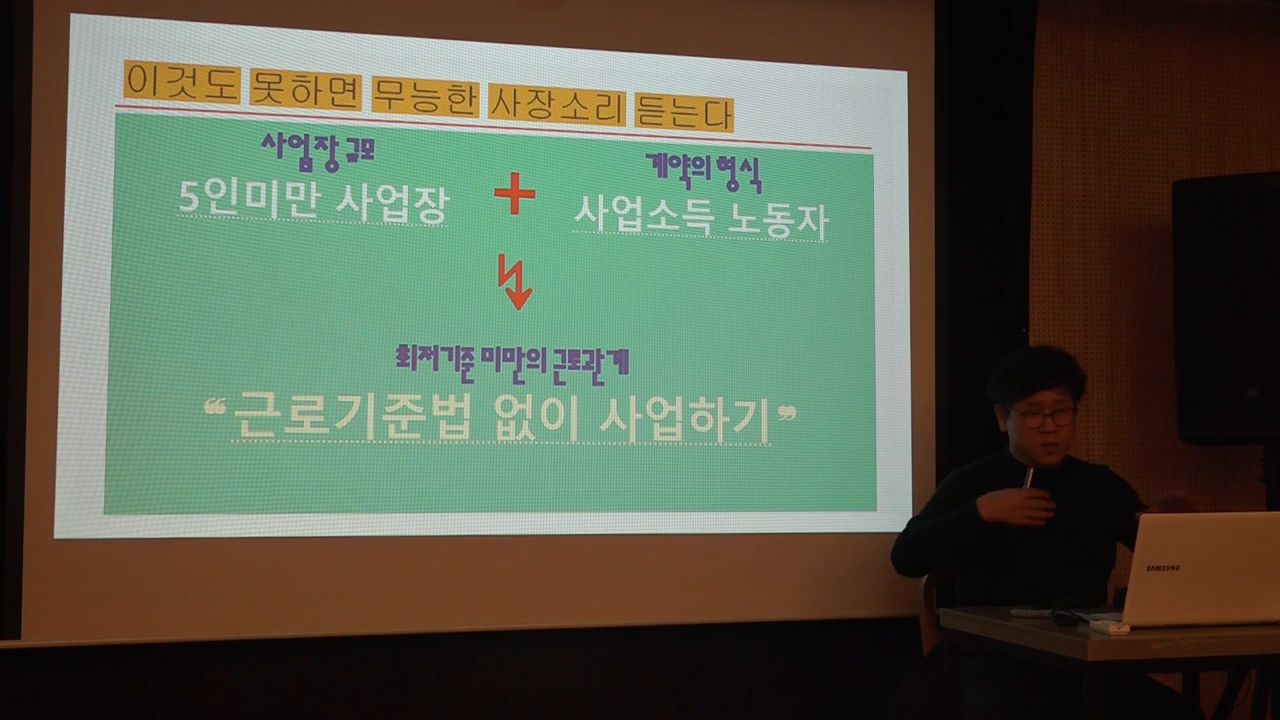 이것도 못하면 무능한 사장소리 듣는다
사업장 규모
5인미만 사업장
+
계약의 형식
사업소득 노동자
최저기준 미만의 근로관계
“근로기준법 없이 사업하기”
SAMSUNG